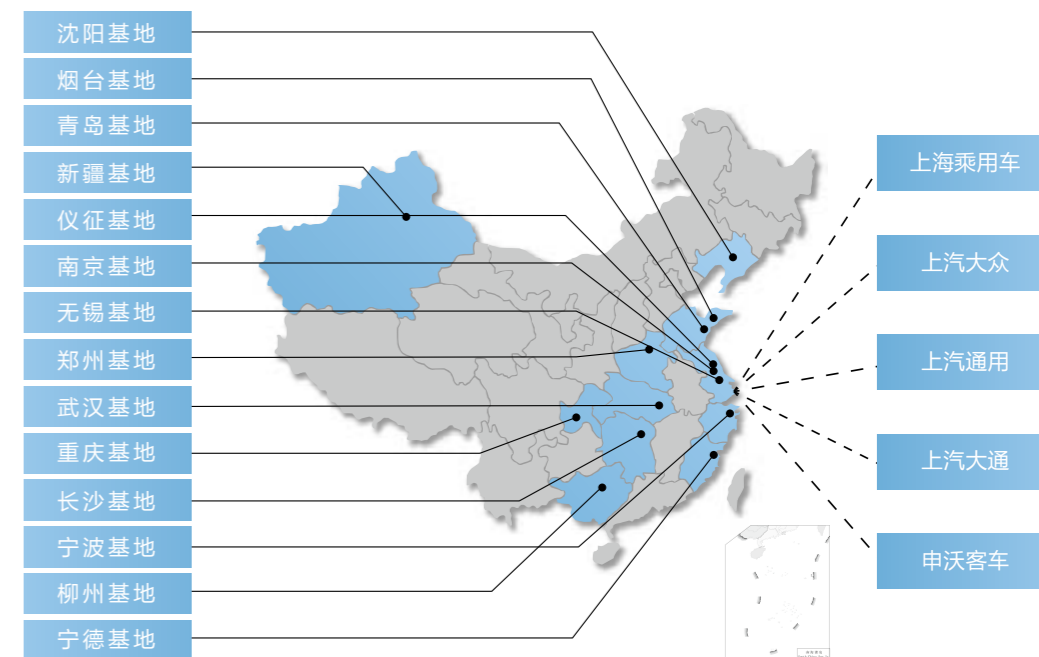 沈阳基地
烟台基地
青岛基地
新疆基地
仪征基地
南京基地
无锡基地
郑州基地
武汉基地
重庆基地
长沙基地
宁波基地
柳州基地
宁德基地
上海乘用车
上汽大众
上汽通用
上汽大通
申沃客车